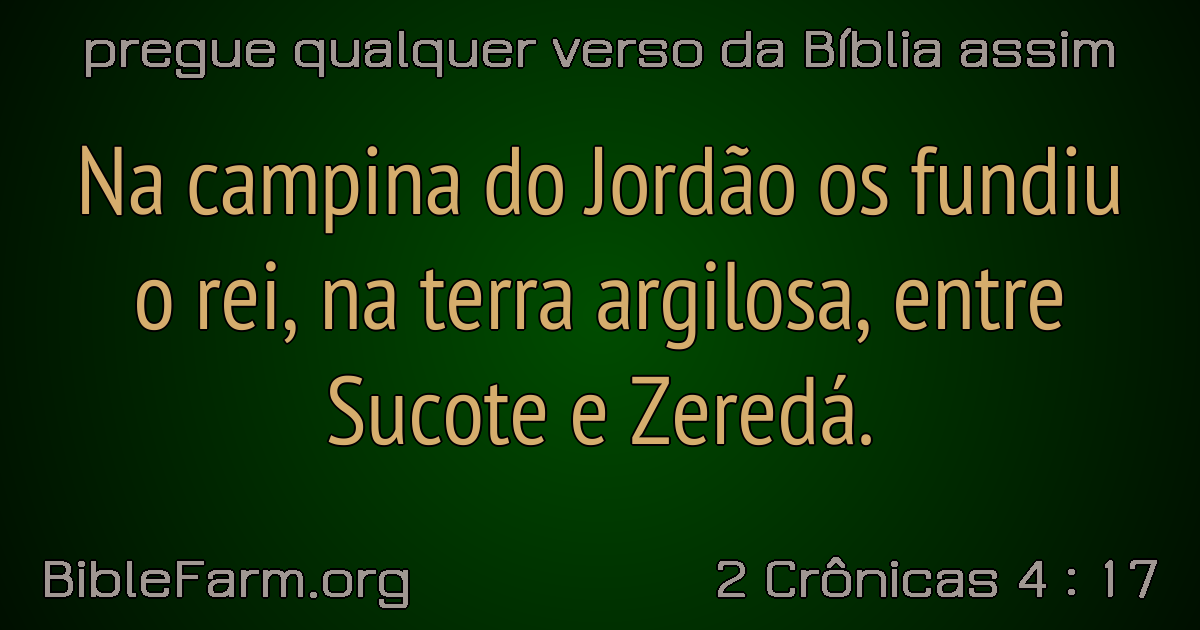 pregue qualquer verso da Bíblia assim
Na campina do Jordão os fundiu
o rei, na terra argilosa, entre
Sucote e Zeredá.
BibleFarm.org
2 Crônicas 4 : 17